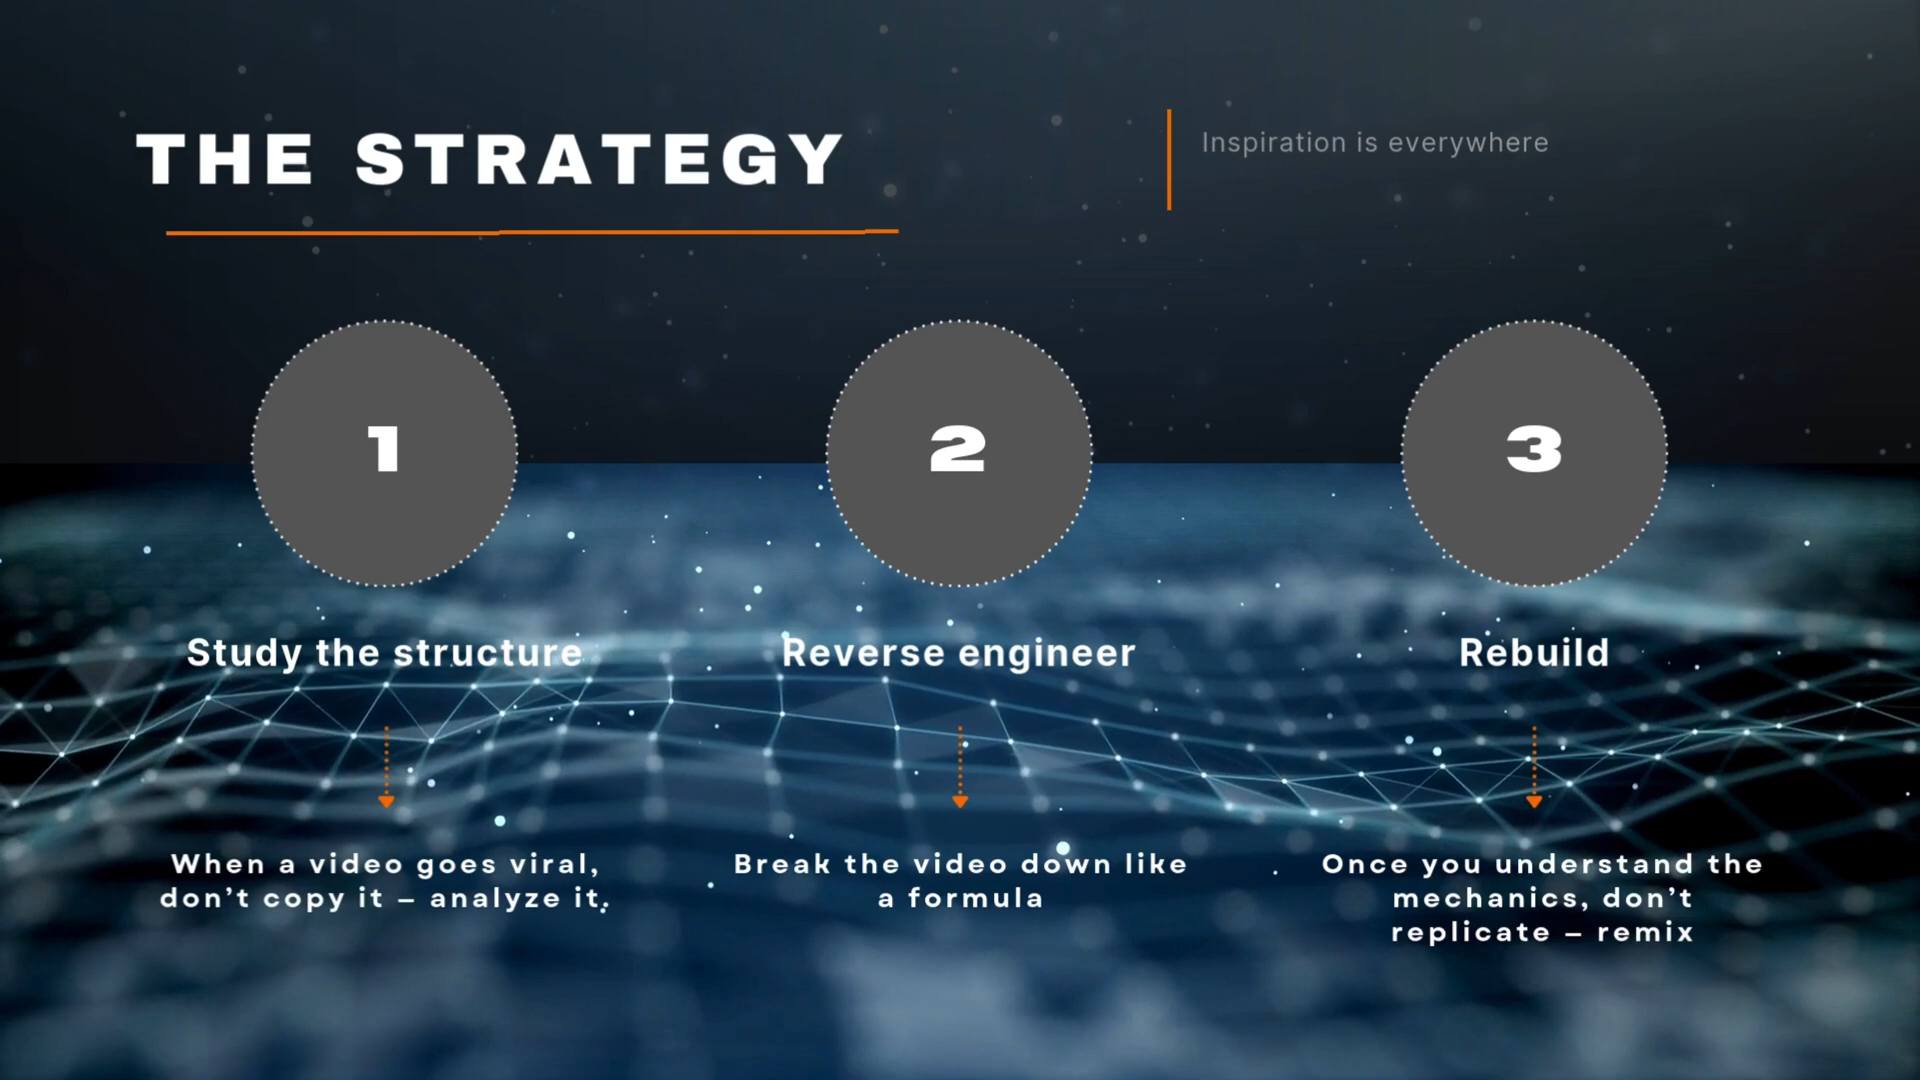 THE STRATEGY
Inspiration is everywhere
1
2
3
Study the structure
Reverse engineer
Rebuild
When a video goes viral,
don’t copy it – analyze it.
Break the video down like
a formula
Once you understand the
mechanics, don’t
replicate – remix